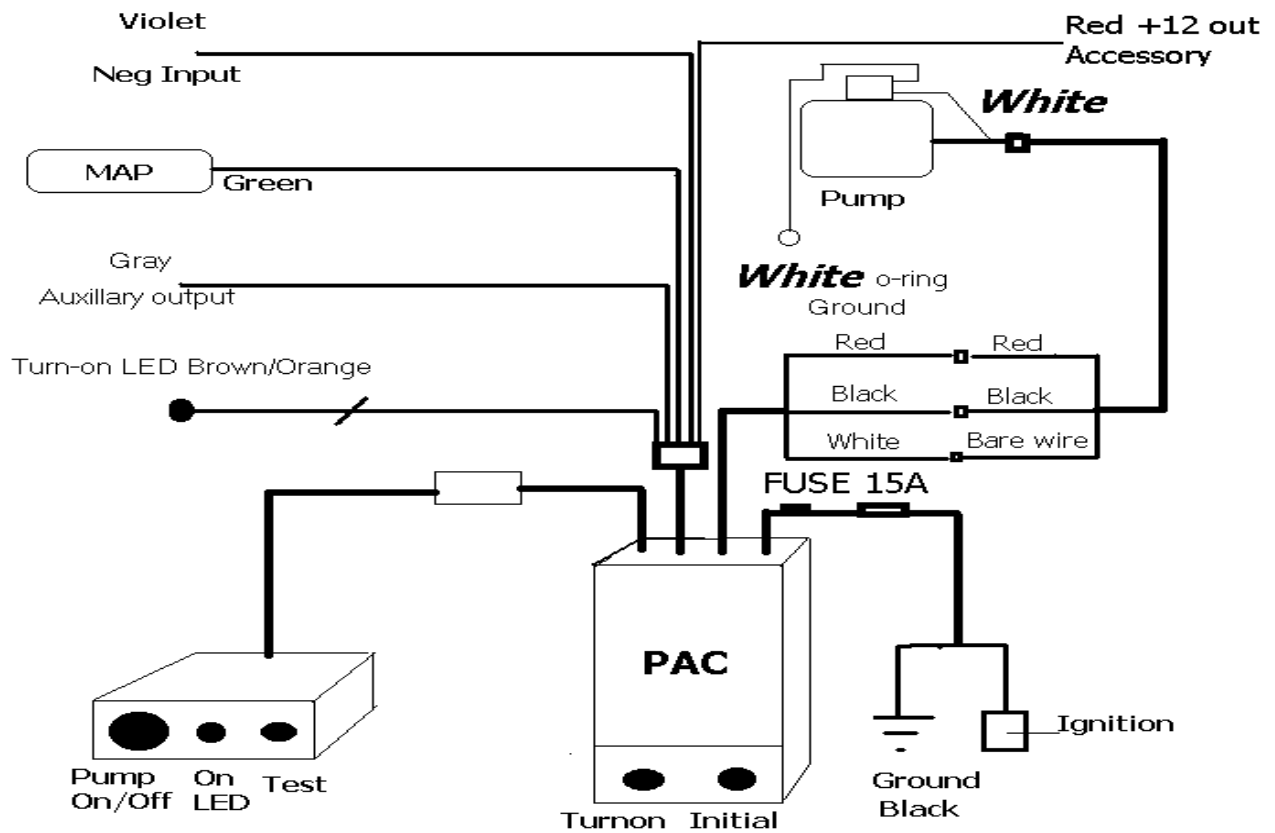 Violet
Neg Input
Red +12 out
Accessory
White
MAP
Green
Pump
Gray
Auxillary output
White o-ring
Ground
Red Red
Turn-on LED Brown/Orange
Black Black
White Bare wire
FUSE 15A
PAC
Ignition
Pump
On/Off
On
LED
Test
Ground
Black
Turnon Initial